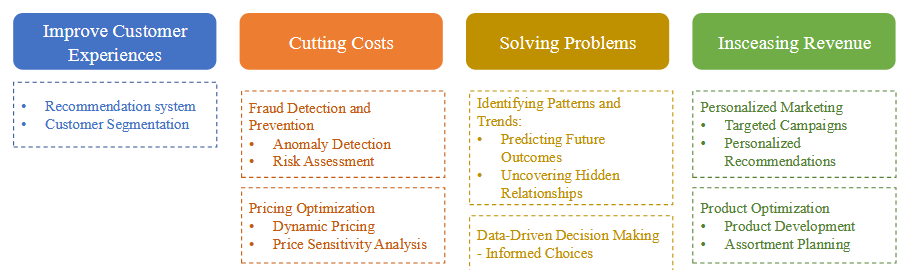 Improve Customer
Experiences
Recommendation system
Customer Segmentation
Cutting Costs
Fraud Detection and
Prevention
Anomaly Detection
Risk Assessment
Pricing Optimization
Dynamic Pricing
Price Sensitivity Analysis
Solving Problems
Identifying Patterns and
Trends:
Predicting Future
Outcomes
Uncovering Hidden
Relationships
Data-Driven Decision Making
- Informed Choices
Insceasing Revenue
Personalized Marketing
Targeted Campaigns
Personalized
Recommendations
Product Optimization
Product Development
Assortment Planning